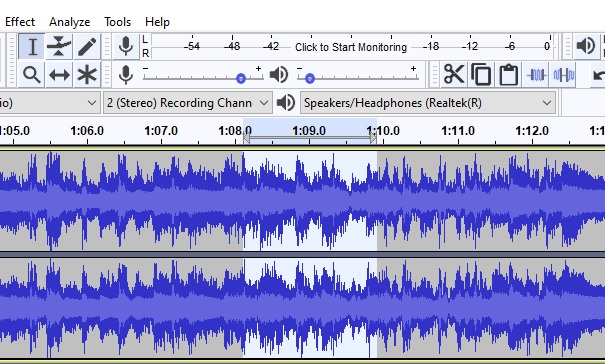 Effect Analyze Tools Help
L -54 -48 -42 Click to Start Monitoring -18 -12 -6 0
R
L
R
- + - +
io) 2 (Stereo) Recording Chann Speakers/Headphones (Realtek(R)
1:05.0 1:06.0 1:07.0 1:08.0 1:09.0 1:10.0 1:11.0 1:12.0 1:1